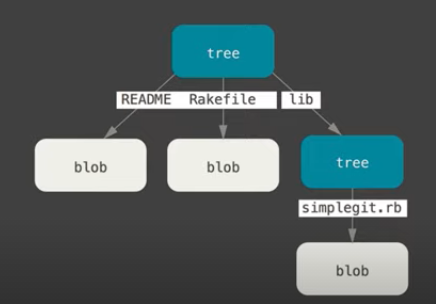 tree
README Rakefile lib
blob blob tree
simplegit.rb
blob